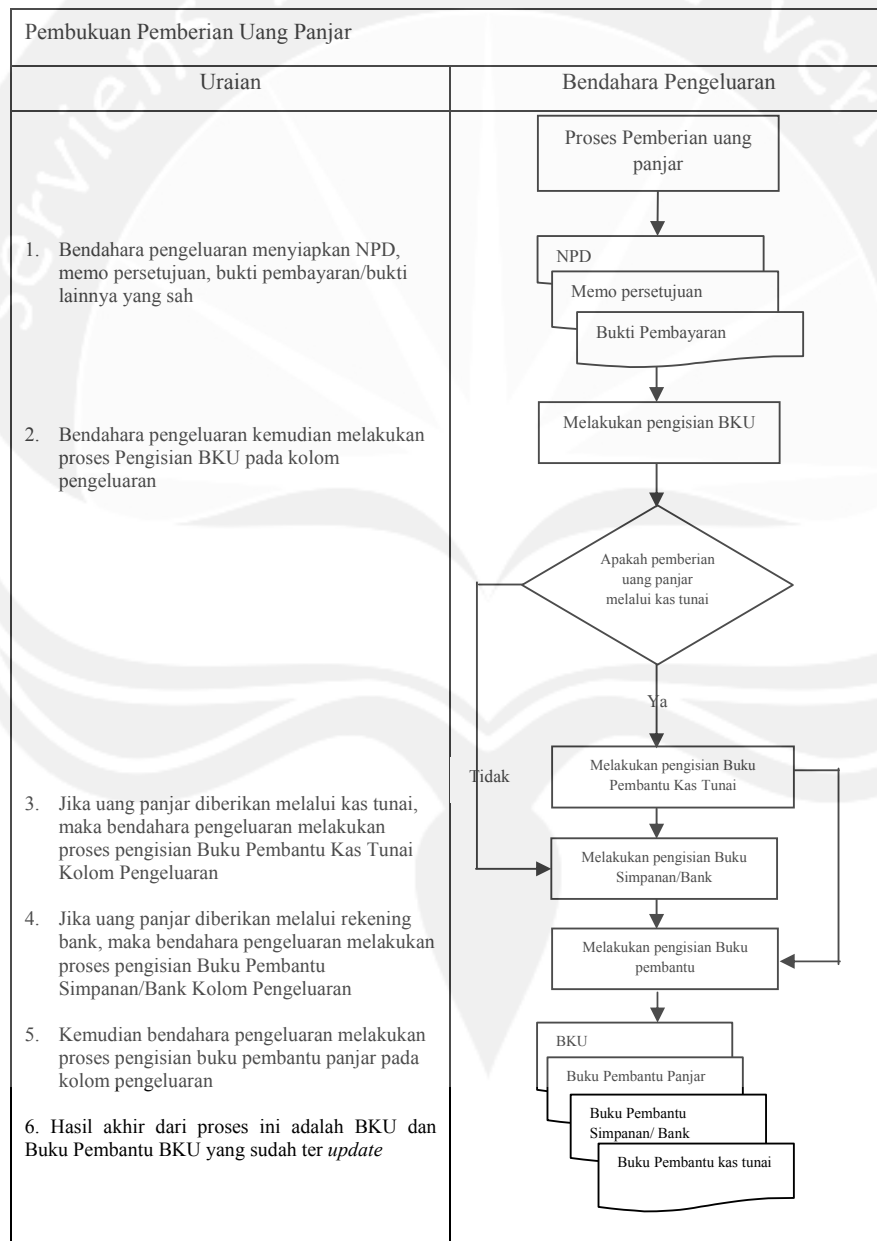 Pembukuan Pemberian Uang Panjar
Uraian
Bendahara Pengeluaran
1. Bendahara pengeluaran menyiapkan NPD,
memo persetujuan, bukti pembayaran/bukti
lainnya yang sah
2. Bendahara pengeluaran kemudian melakukan
proses Pengisian BKU pada kolom
pengeluaran
3. Jika uang panjar diberikan melalui kas tunai,
maka bendahara pengeluaran melakukan
proses pengisian Buku Pembantu Kas Tunai
Kolom Pengeluaran
4. Jika uang panjar diberikan melalui rekening
bank, maka bendahara pengeluaran melakukan
proses pengisian Buku Pembantu
Simpanan/Bank Kolom Pengeluaran
5. Kemudian bendahara pengeluaran melakukan
proses pengisian buku pembantu panjar pada
kolom pengeluaran
6. Hasil akhir dari proses ini adalah BKU dan
Buku Pembantu BKU yang sudah ter update
Proses Pemberian uang
panjar
NPD
Memo persetujuan
Bukti Pembayaran
Melakukan pengisian BKU
Apakah pemberian
uang panjar
melalui kas tunai
Ya
Tidak
Melakukan pengisian Buku
Pembantu Kas Tunai
Melakukan pengisian Buku
Simpanan/Bank
Melakukan pengisian Buku
pembantu
BKU
Buku Pembantu Panjar
Buku Pembantu
Simpanan/ Bank
Buku Pembantu kas tunai
serviens